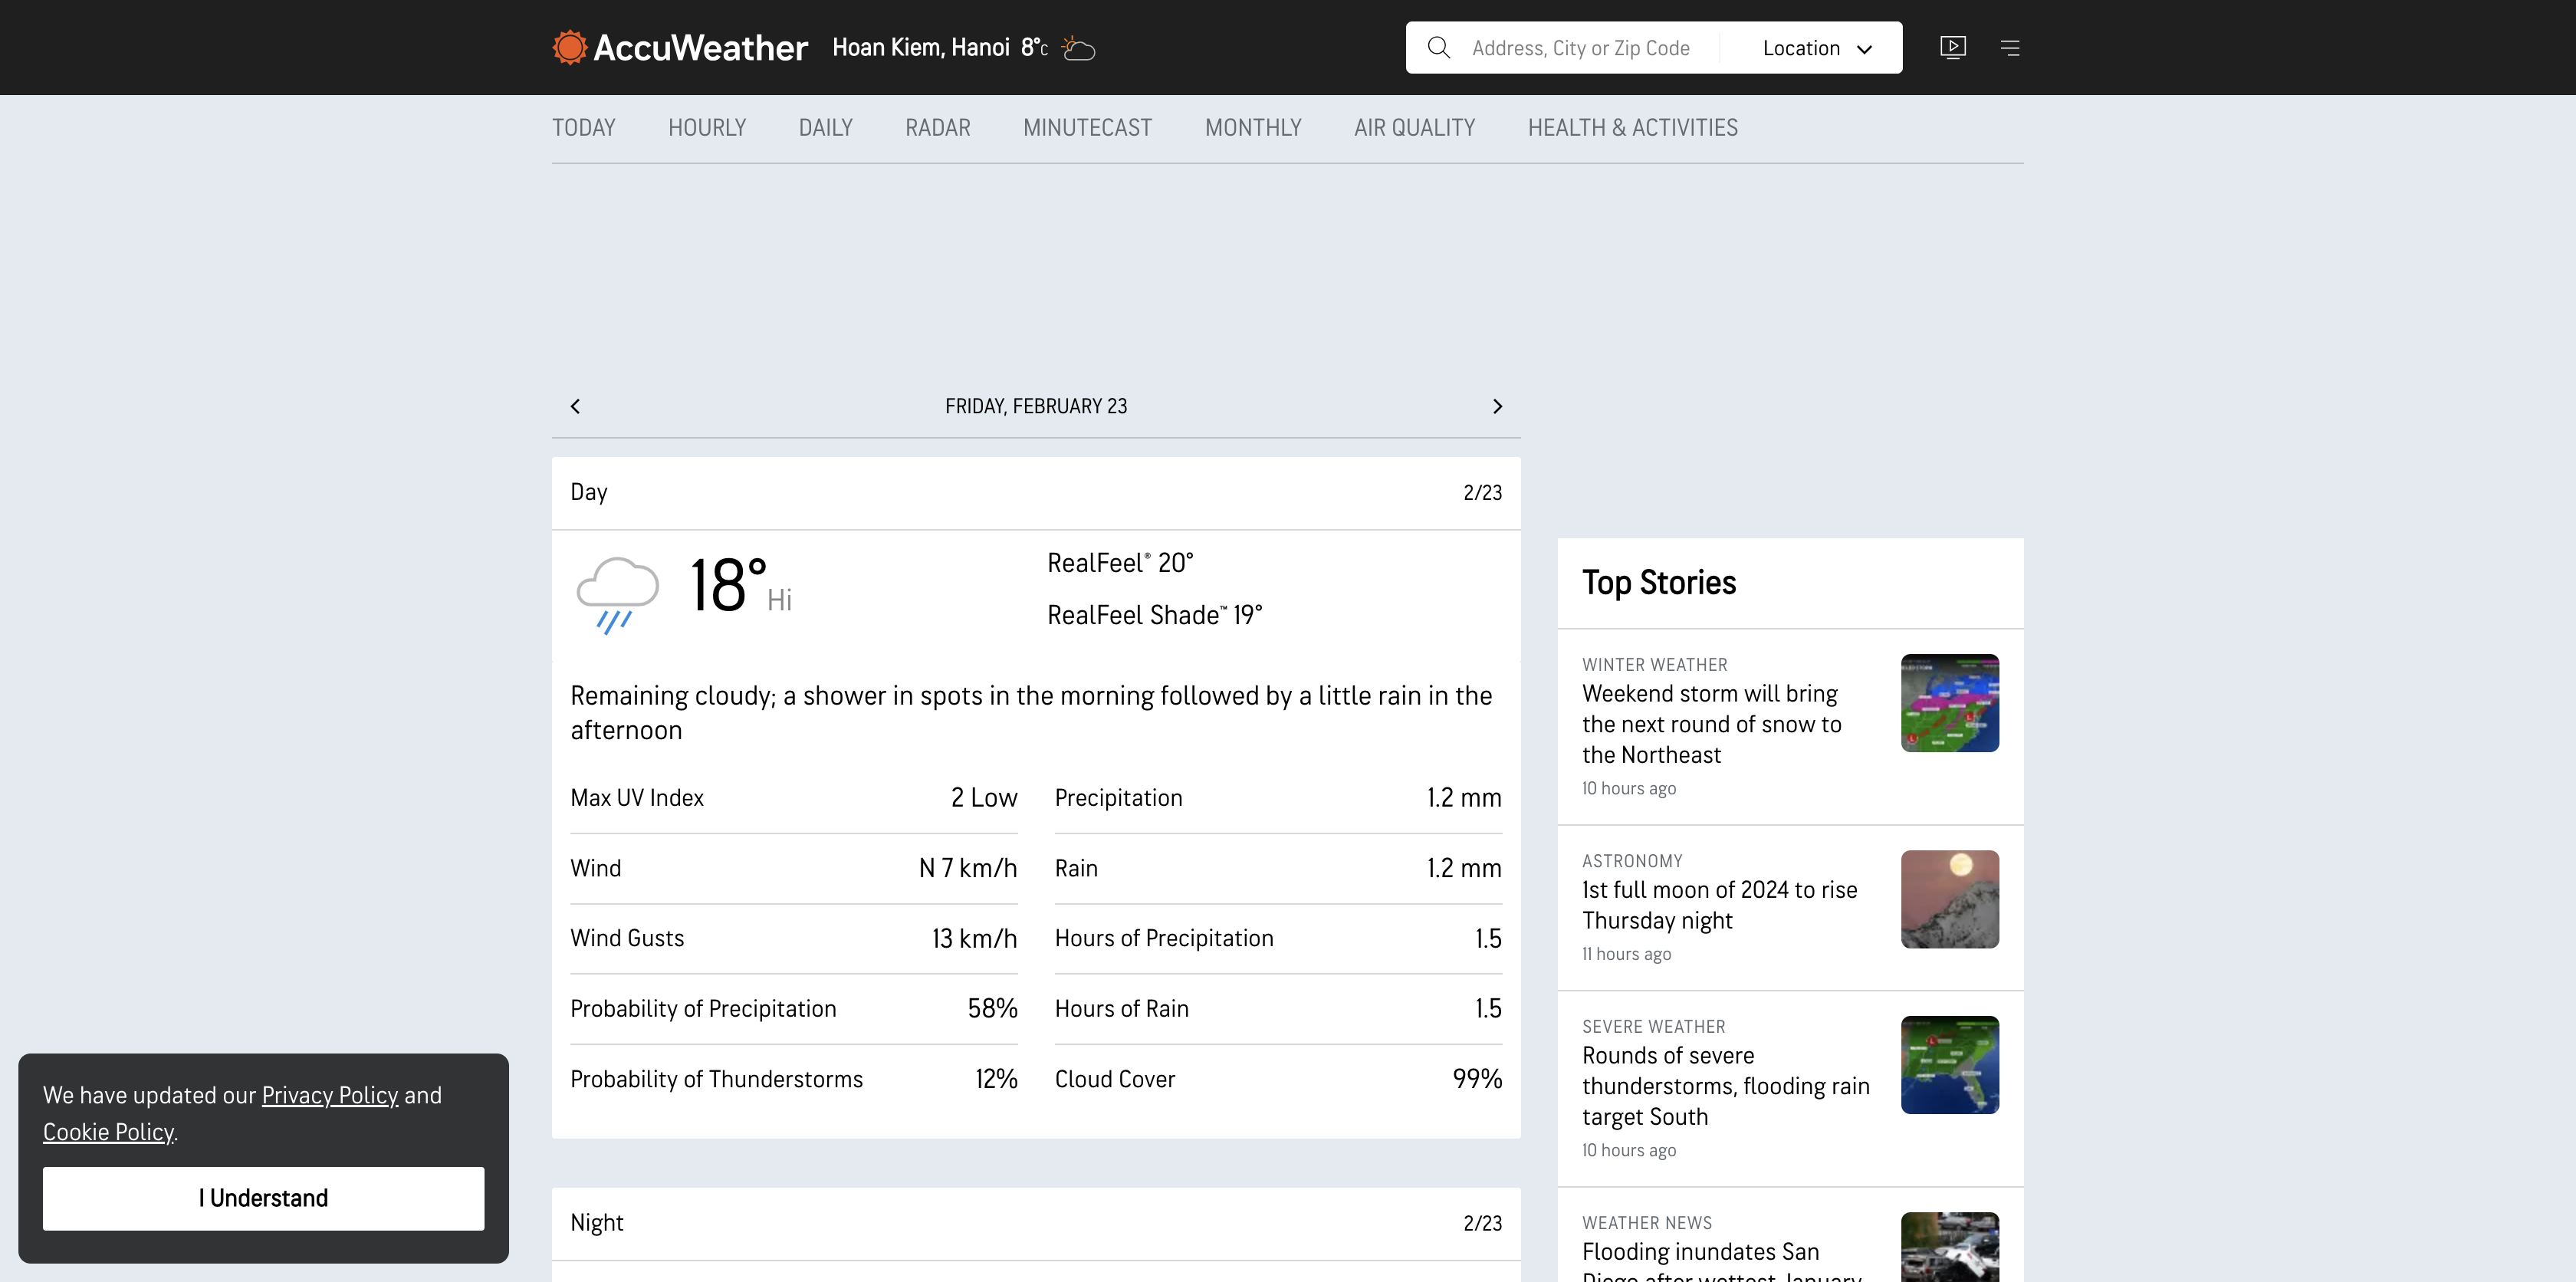 AccuWeather Hoan Kiem, Hanoi 8°C
Address, City or Zip Code
Location
TODAY HOURLY DAILY RADAR MINUTECAST MONTHLY AIR QUALITY HEALTH & ACTIVITIES
FRIDAY, FEBRUARY 23
Day 2/23
18° Hi
RealFeel® 20°
RealFeel Shade™ 19°
Remaining cloudy; a shower in spots in the morning followed by a little rain in the
afternoon
Max UV Index 2 Low
Precipitation 1.2 mm
Wind N 7 km/h
Rain 1.2 mm
Wind Gusts 13 km/h
Hours of Precipitation 1.5
Probability of Precipitation 58%
Hours of Rain 1.5
Probability of Thunderstorms 12%
Cloud Cover 99%
Night 2/23
Top Stories
WINTER WEATHER
Weekend storm will bring
the next round of snow to
the Northeast
10 hours ago
ASTRONOMY
1st full moon of 2024 to rise
Thursday night
11 hours ago
SEVERE WEATHER
Rounds of severe
thunderstorms, flooding rain
target South
10 hours ago
WEATHER NEWS
Flooding inundates San
Diego after wettest January
We have updated our Privacy Policy and
Cookie Policy.
I Understand